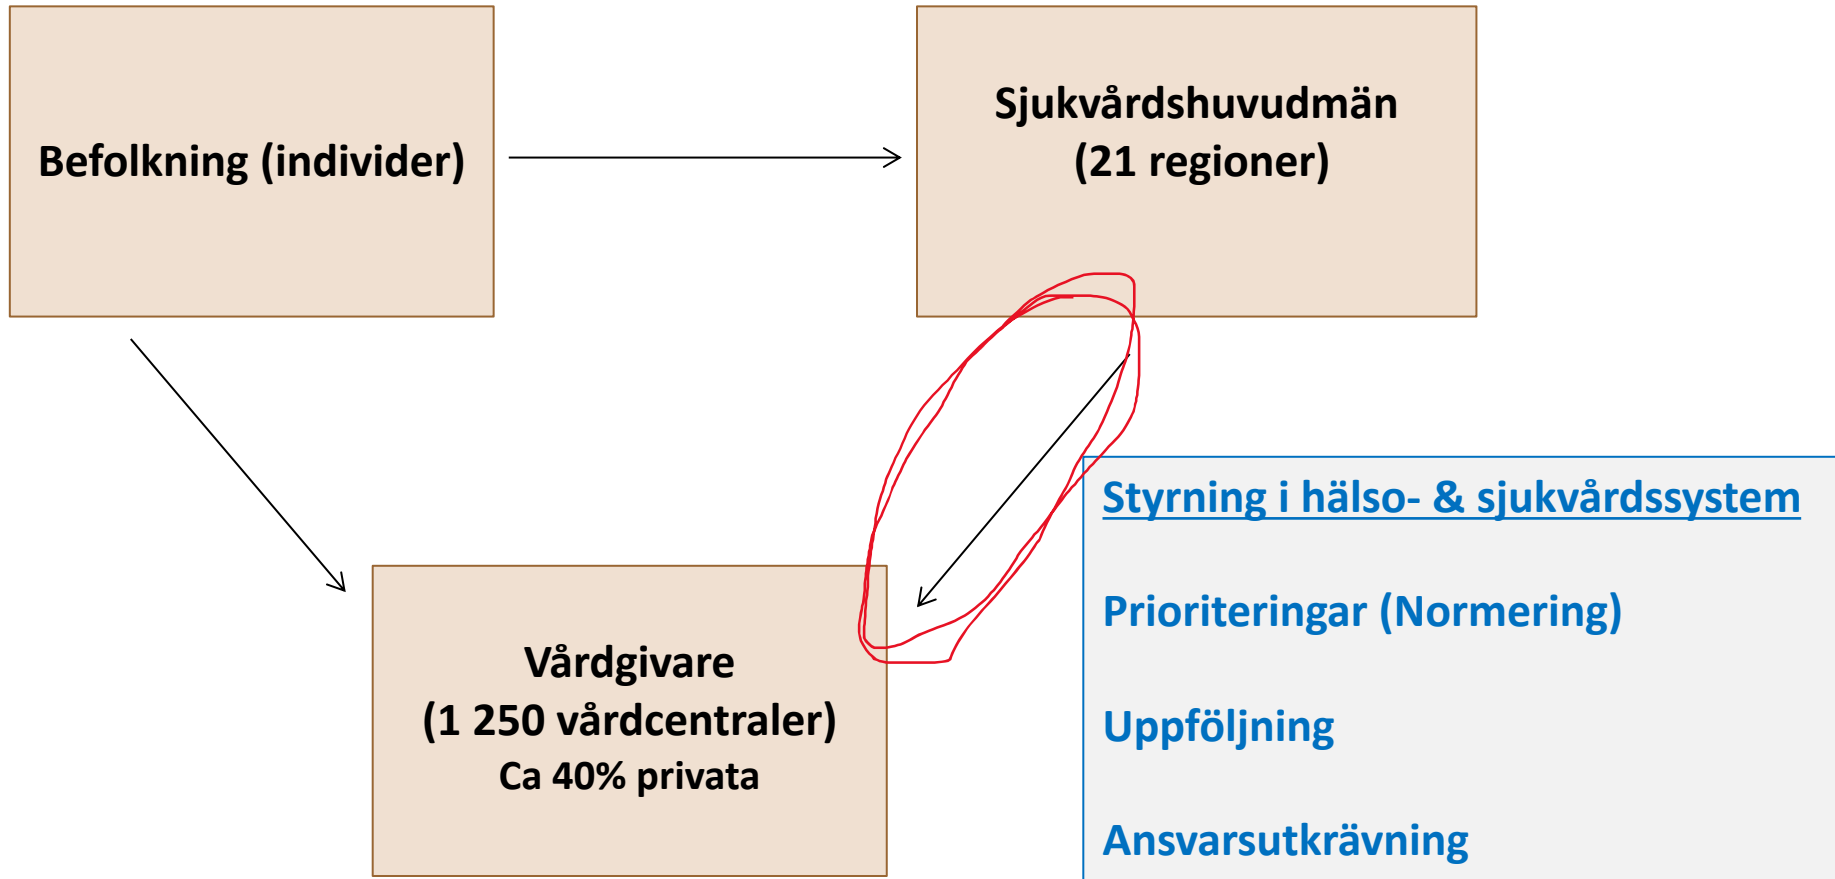 Befolkning (individer)
Sjukvårdshuvudmän
(21 regioner)
Vårdgivare
(1 250 vårdcentraler)
Ca 40% privata
Styrning i hälso- & sjukvårdssystem
Prioriteringar (Normering)
Uppföljning
Ansvarsutkrävning